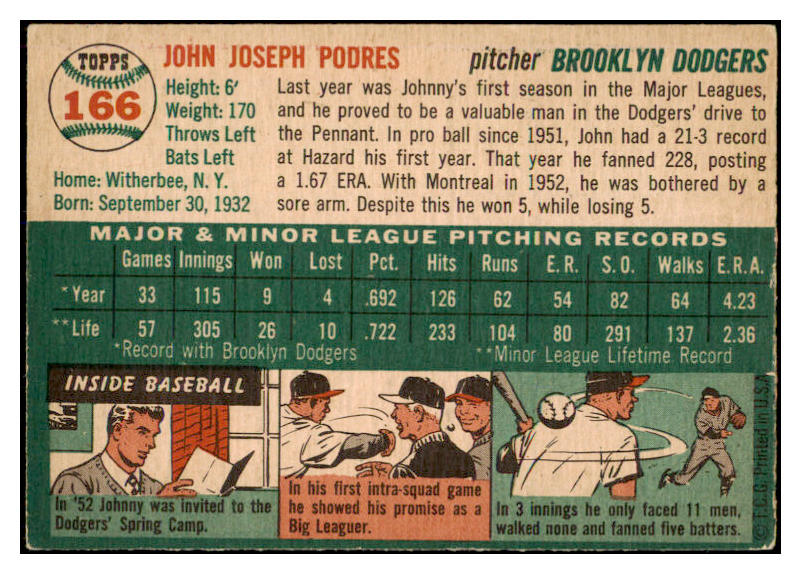 TOPPS
166
JOHN JOSEPH PODRES
pitcher BROOKLYN DODGERS
Height: 6'
Weight: 170
Throws Left
Bats Left
Home: Witherbee, N. Y.
Born: September 30, 1932
Last year was Johnny's first season in the Major Leagues,
and he proved to be a valuable man in the Dodgers' drive to
the Pennant. In pro ball since 1951, John had a 21-3 record
at Hazard his first year. That year he fanned 228, posting
a 1.67 ERA. With Montreal in 1952, he was bothered by a
sore arm. Despite this he won 5, while losing 5.
MAJOR & MINOR LEAGUE PITCHING RECORDS
Games Innings Won Lost Pct. Hits Runs E.R. S.O. Walks E.R.A.
*Year 33 115 9 4 .692 126 62 54 82 64 4.23
**Life 57 305 26 10 .722 233 104 80 291 137 2.36
*Record with Brooklyn Dodgers **Minor League Lifetime Record
INSIDE BASEBALL
In '52 Johnny was invited to the
Dodgers' Spring Camp.
In his first intra-squad game
he showed his promise as a
Big Leaguer.
In 3 innings he only faced 11 men,
walked none and fanned five batters.
© T.C.G. Printed in U.S.A.